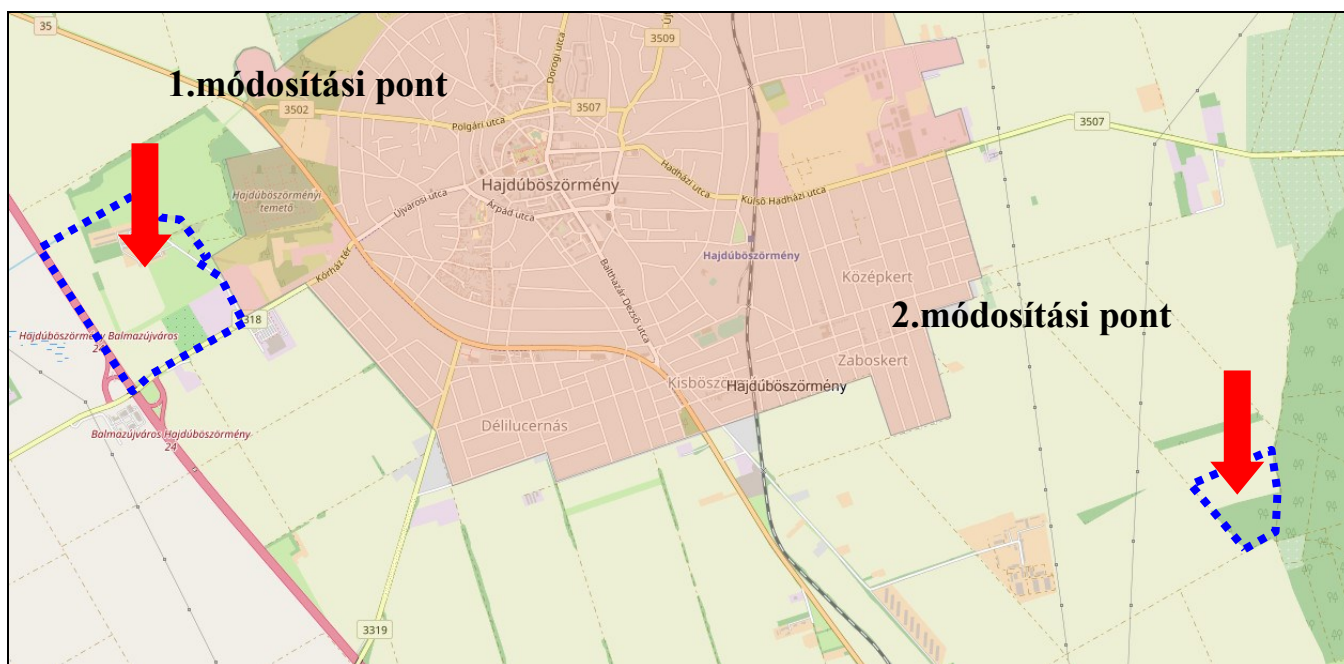 35
1.módosítási pont
3502
Polgári utca
Dorogi utca
3507
3509
3507
Hajdúböszörményi
temető
Újvárosi utca
Hajdúböszörmény
Árpád utca
Hadházi utca
Külső Hadházi utca
Kórház tér
Balthazár Dezső utca
Hajdúböszörmény
Középkert
318
2.módosítási pont
Hajdúböszörmény Balmazújváros
24
Zaboskert
Hajdúböszörmény
Délilucernás
Balmazújváros Hajdúböszörmény
24
3319